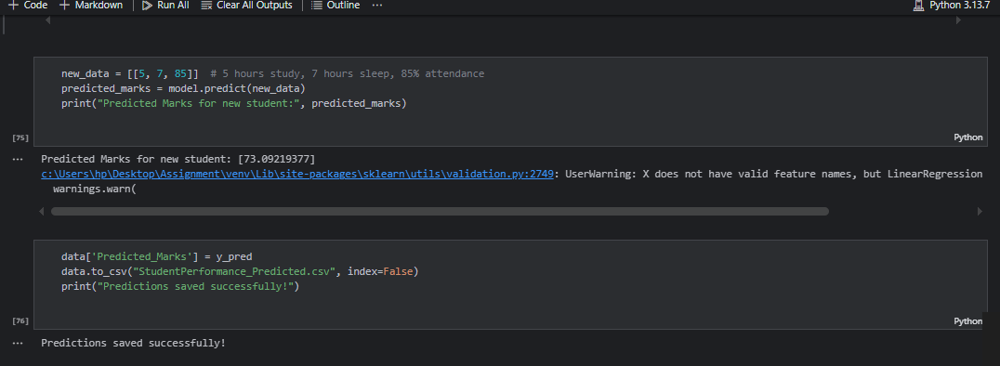 + Code + Markdown | Run All Clear All Outputs | Outline ... Python 3.13.7
new_data = [[5, 7, 85]]  # 5 hours study, 7 hours sleep, 85% attendance
predicted_marks = model.predict(new_data)
print("Predicted Marks for new student:", predicted_marks)
[75] Python
... Predicted Marks for new student: [73.09219377]
c:\Users\hp\Desktop\Assignment\venv\Lib\site-packages\sklearn\utils\validation.py:2749: UserWarning: X does not have valid feature names, but LinearRegression
  warnings.warn(
data['Predicted_Marks'] = y_pred
data.to_csv("StudentPerformance_Predicted.csv", index=False)
print("Predictions saved successfully!")
[76] Python
... Predictions saved successfully!